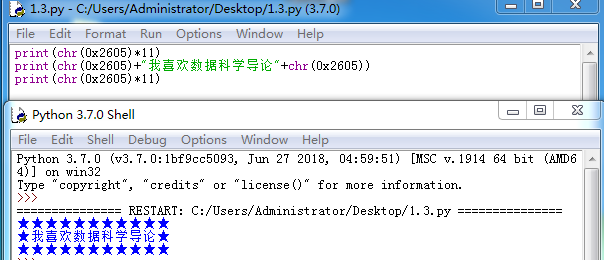 1.3.py - C:/Users/Administrator/Desktop/1.3.py (3.7.0)
File Edit Format Run Options Window Help
print(chr(0x2605)*11)
print(chr(0x2605)+"我喜欢数据科学导论"+chr(0x2605))
print(chr(0x2605)*11)
Python 3.7.0 Shell
File Edit Shell Debug Options Window Help
Python 3.7.0 (v3.7.0:1bf9cc5093, Jun 27 2018, 04:59:51) [MSC v.1914 64 bit (AMD6
4)] on win32
Type "copyright", "credits" or "license()" for more information.
>>>
============== RESTART: C:/Users/Administrator/Desktop/1.3.py ==============
★★★★★★★★★★★
★我喜欢数据科学导论★
★★★★★★★★★★★
>>>